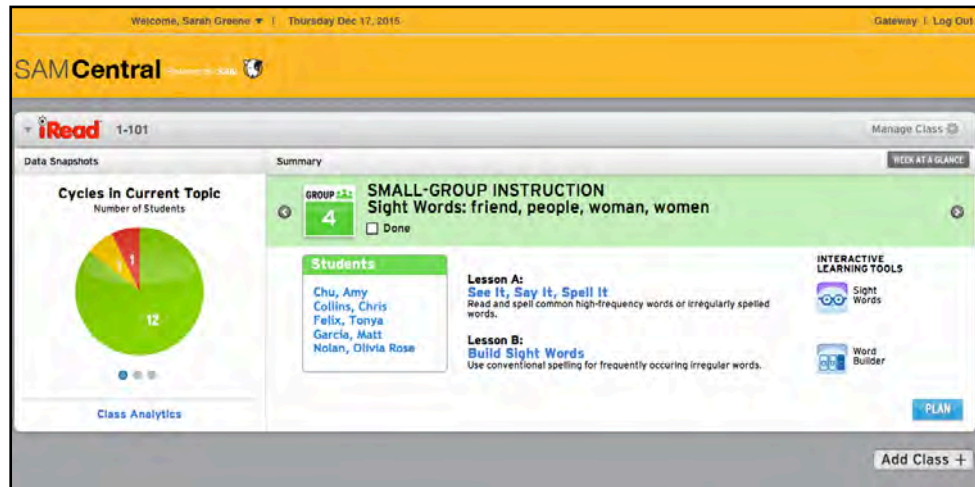 Welcome, Sarah Greene ▼ | Thursday Dec 17, 2015
Gateway | Log Out
SAMCentral
iRead 1-101
Manage Class
Data Snapshots
Summary
WEEK AT A GLANCE
Cycles in Current Topic
Number of Students
1
1
12
Class Analytics
GROUP
4
SMALL-GROUP INSTRUCTION
Sight Words: friend, people, woman, women
Done
Students
Chu, Amy
Collins, Chris
Felix, Tonya
Garcia, Matt
Nolan, Olivia Rose
Lesson A:
See It, Say It, Spell It
Read and spell common high-frequency words or irregularly spelled
words.
Lesson B:
Build Sight Words
Use conventional spelling for frequently occuring irregular words.
INTERACTIVE
LEARNING TOOLS
Sight
Words
Word
Builder
PLAN
Add Class +